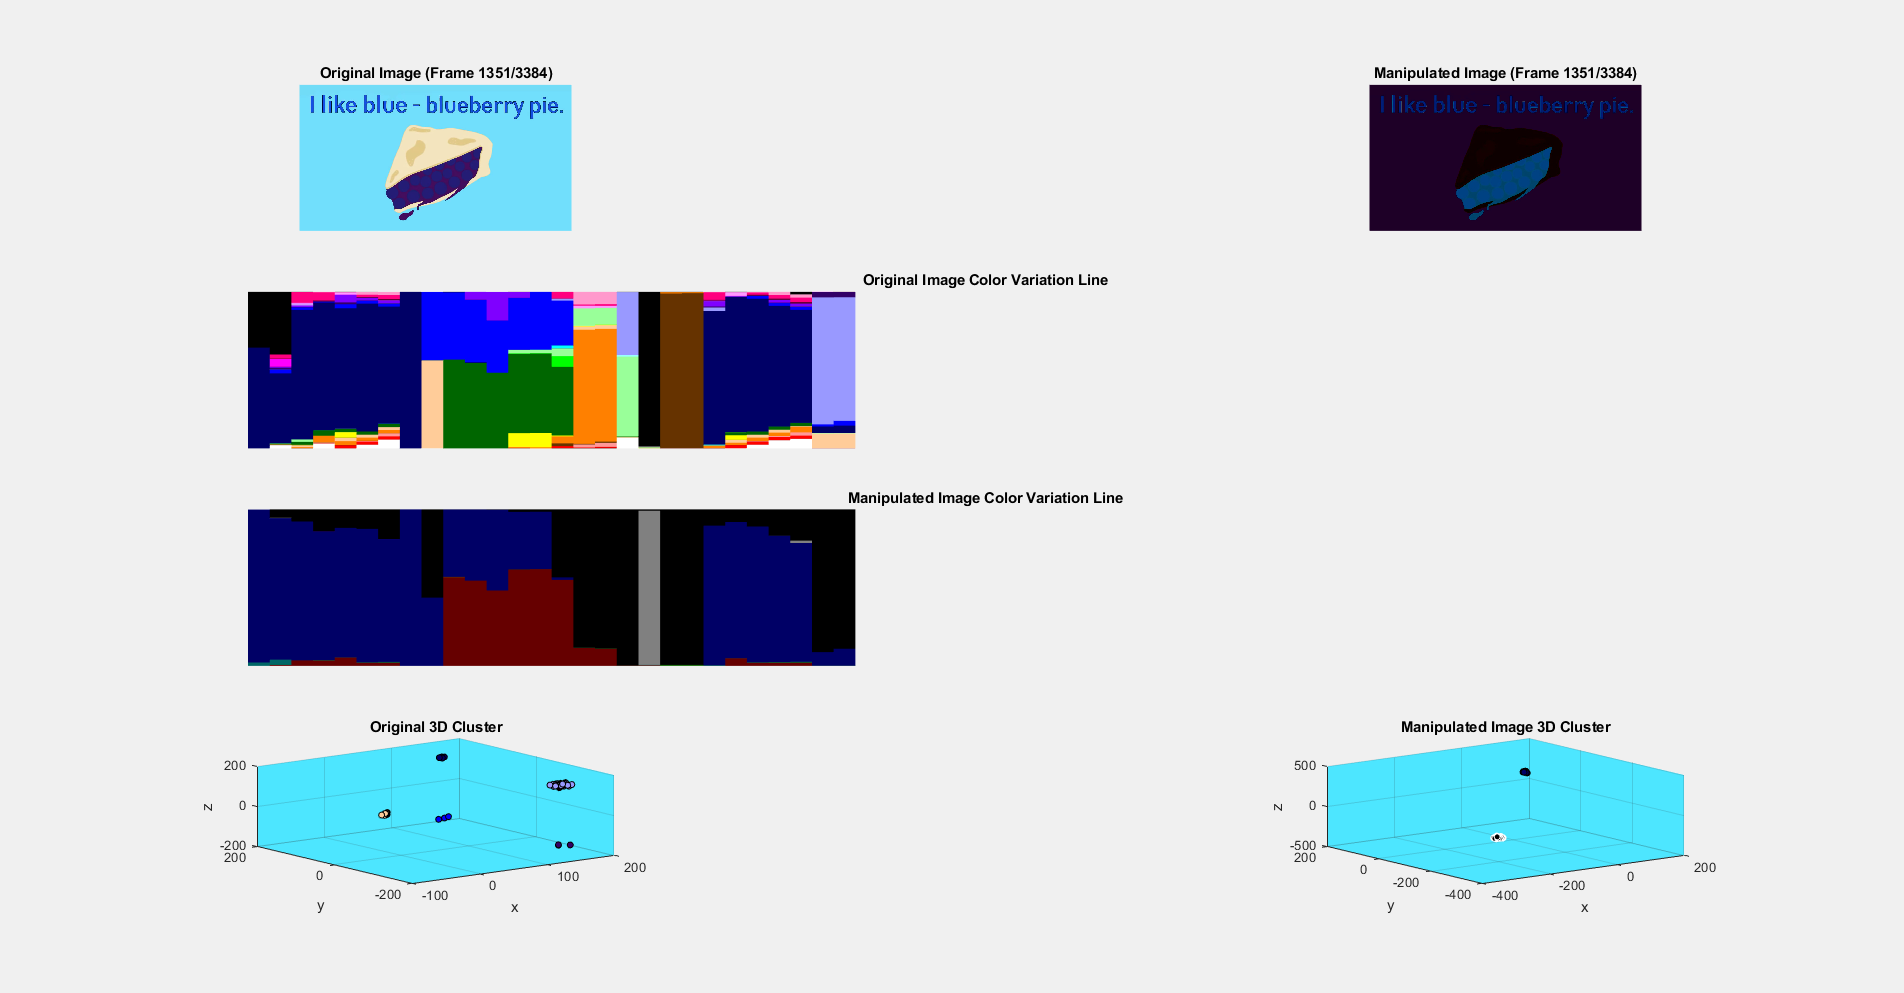 Original Image (Frame 1351/3384)
I like blue - blueberry pie.
Manipulated Image (Frame 1351/3384)
I like blue - blueberry pie.
Original Image Color Variation Line
Manipulated Image Color Variation Line
Original 3D Cluster
200
0
-200
z
200
0
-200
y
-100
0
100
200
x
Manipulated Image 3D Cluster
500
0
-500
z
200
0
-200
-400
y
-400
-200
0
200
x